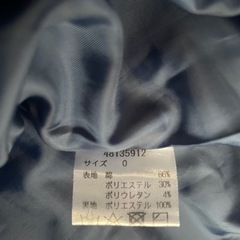 48135912
サイズ 0
表地 綿 66%
ポリエステル 30%
ポリウレタン 4%
裏地 ポリエステル 100%